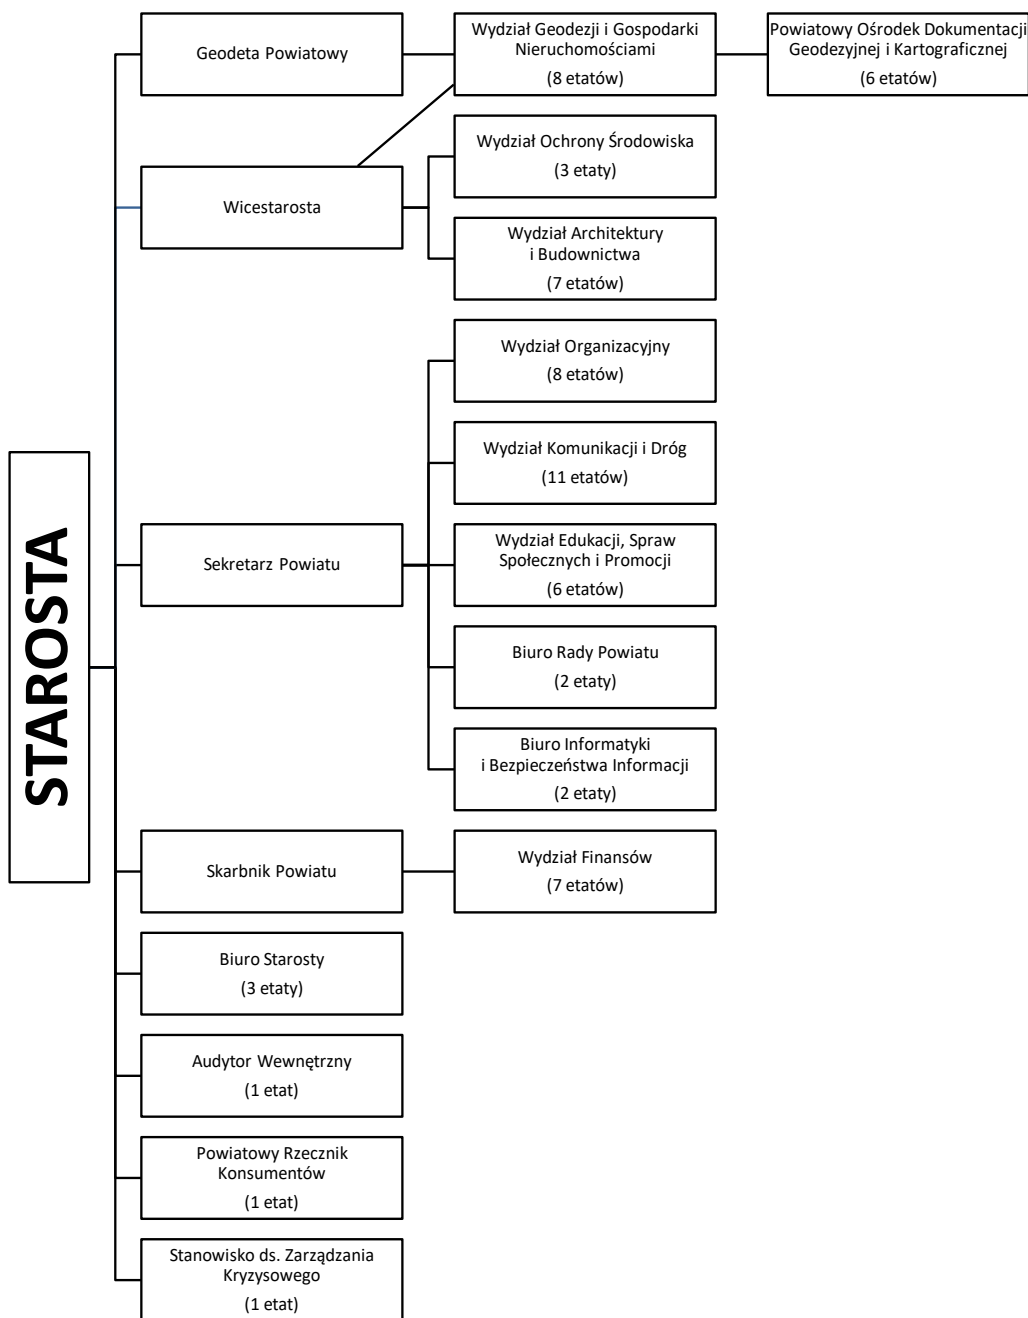 STAROSTA
Geodeta Powiatowy
Wydział Geodezji i Gospodarki
Nieruchomościami
(8 etatów)
Powiatowy Ośrodek Dokumentacji
Geodezyjnej i Kartograficznej
(6 etatów)
Wicestarosta
Wydział Ochrony Środowiska
(3 etaty)
Wydział Architektury
i Budownictwa
(7 etatów)
Sekretarz Powiatu
Wydział Organizacyjny
(8 etatów)
Wydział Komunikacji i Dróg
(11 etatów)
Wydział Edukacji, Spraw
Społecznych i Promocji
(6 etatów)
Biuro Rady Powiatu
(2 etaty)
Biuro Informatyki
i Bezpieczeństwa Informacji
(2 etaty)
Skarbnik Powiatu
Wydział Finansów
(7 etatów)
Biuro Starosty
(3 etaty)
Audytor Wewnętrzny
(1 etat)
Powiatowy Rzecznik
Konsumentów
(1 etat)
Stanowisko ds. Zarządzania
Kryzysowego
(1 etat)